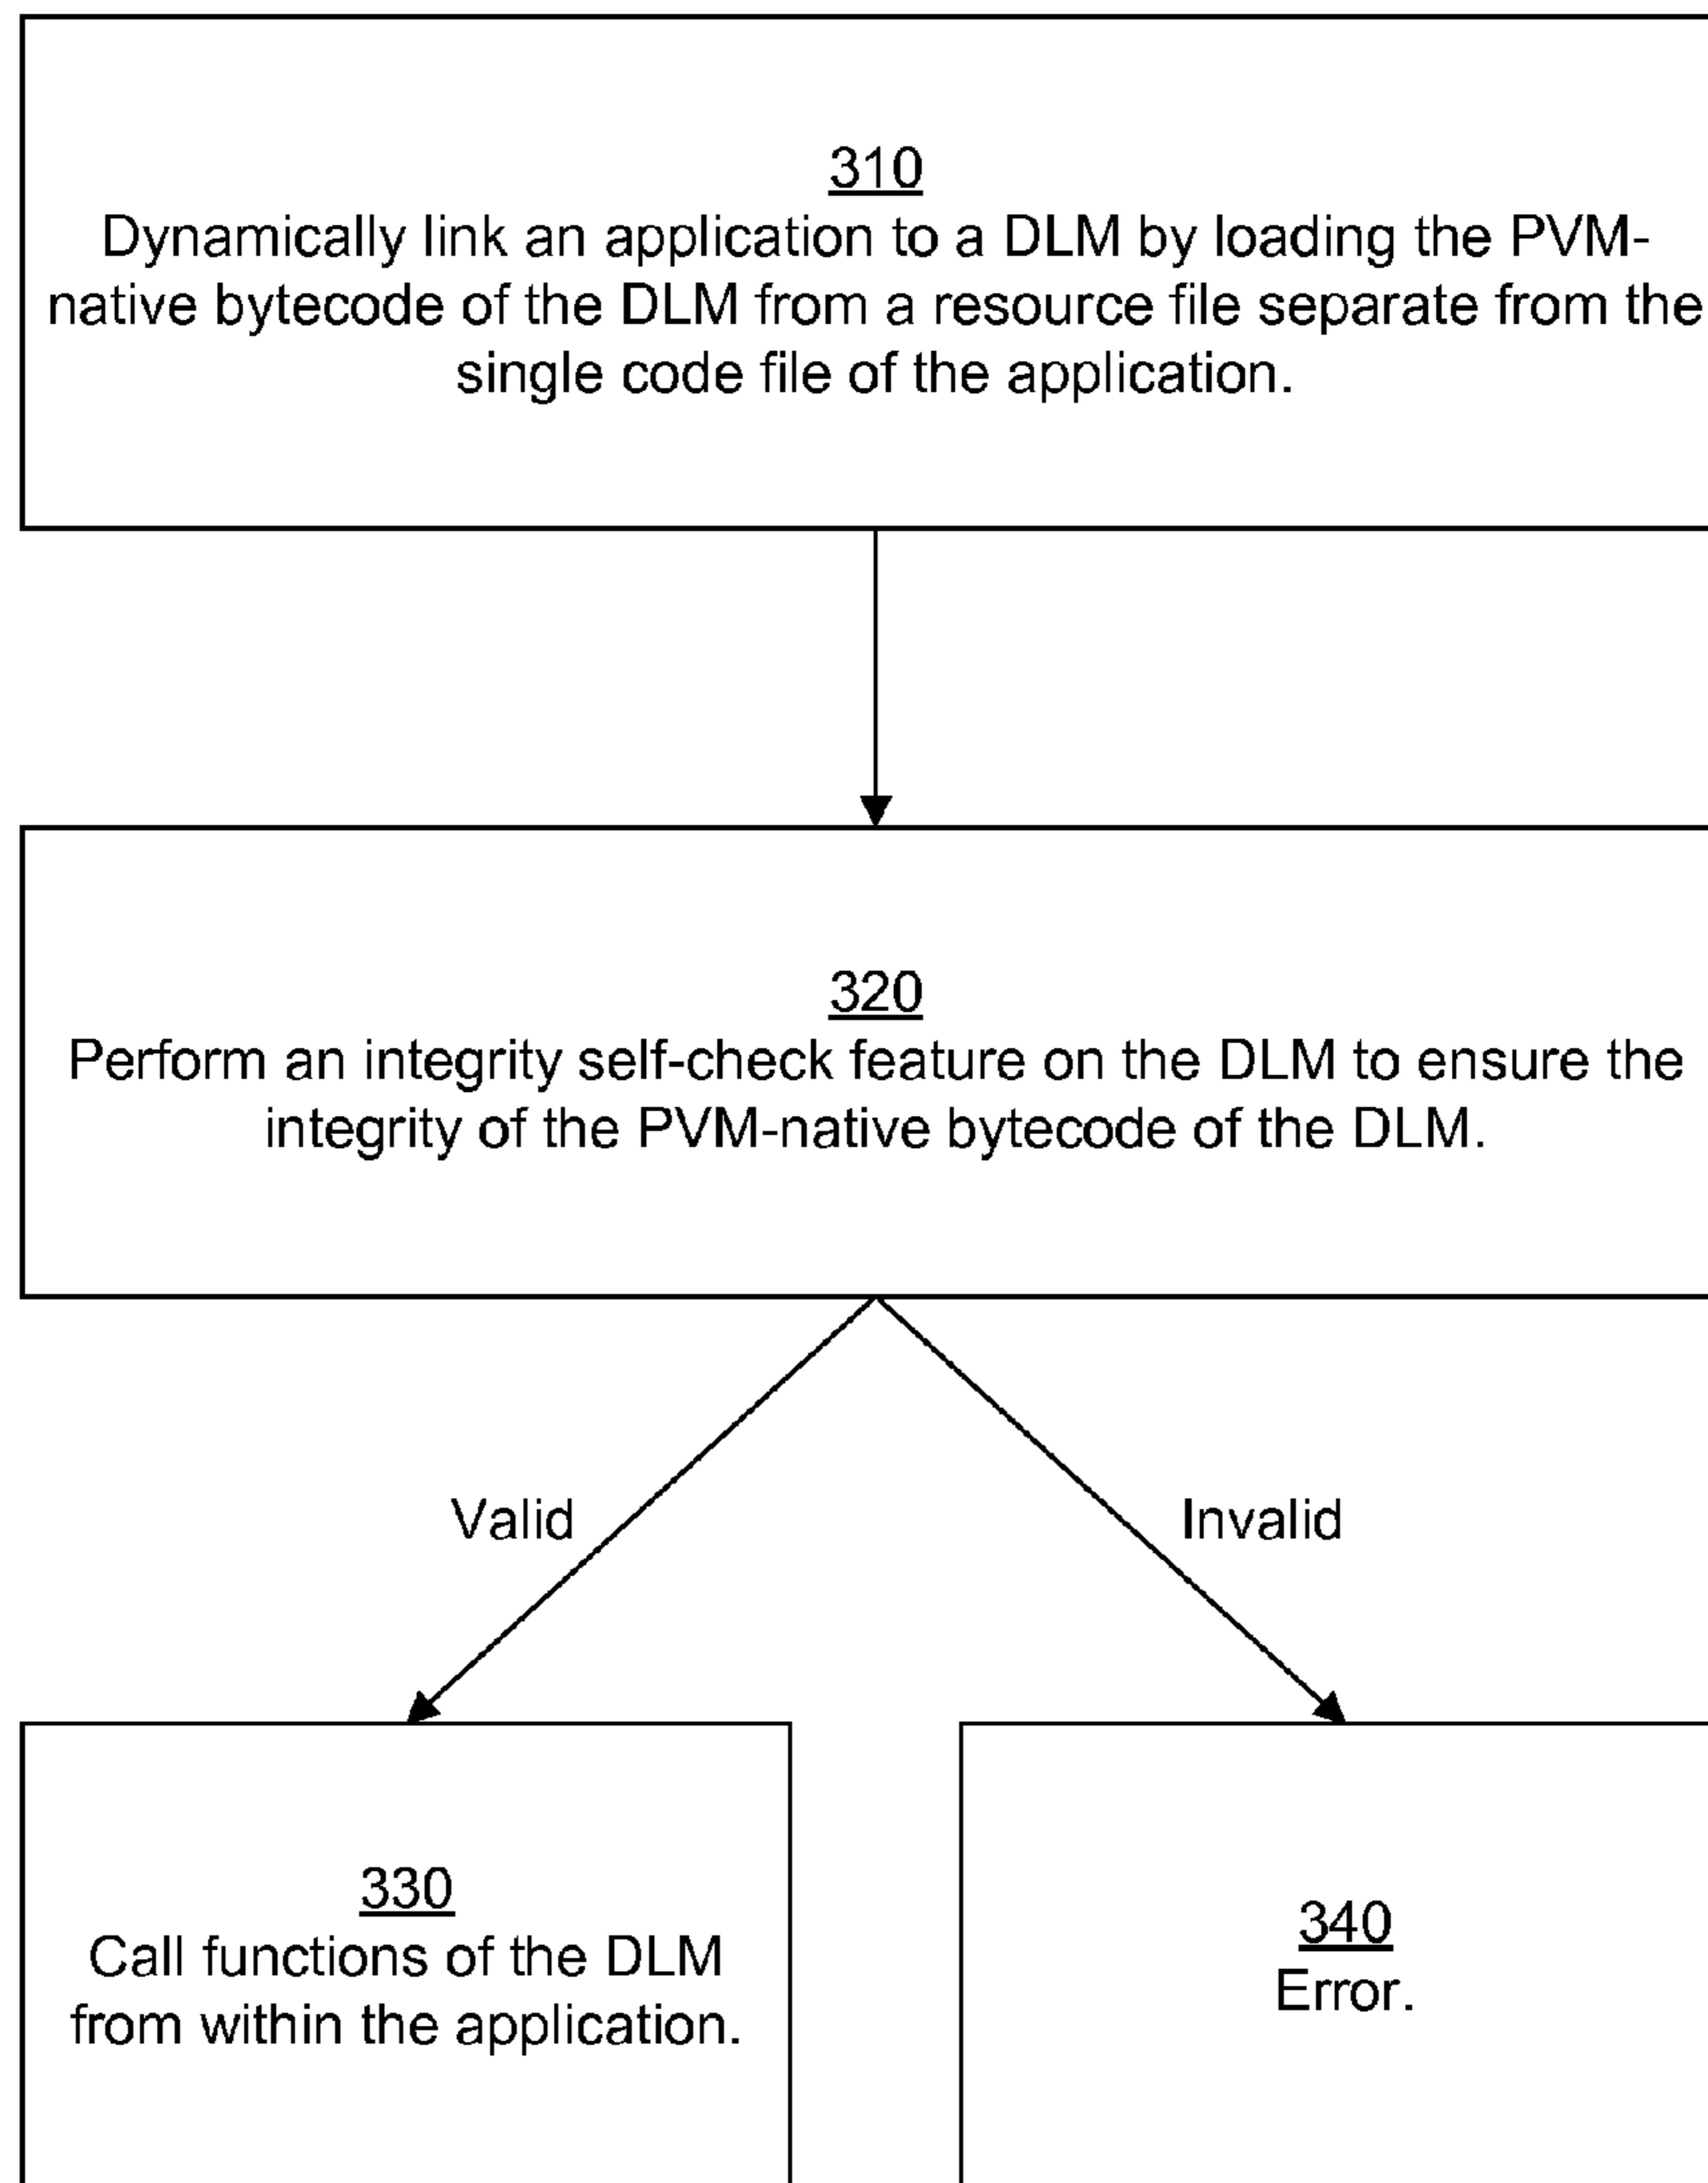 310
Dynamically link an application to a DLM by loading the PVM-
native bytecode of the DLM from a resource file separate from the
single code file of the application.
320
Perform an integrity self-check feature on the DLM to ensure the
integrity of the PVM-native bytecode of the DLM.
Valid
Invalid
330
Call functions of the DLM
from within the application.
340
Error.